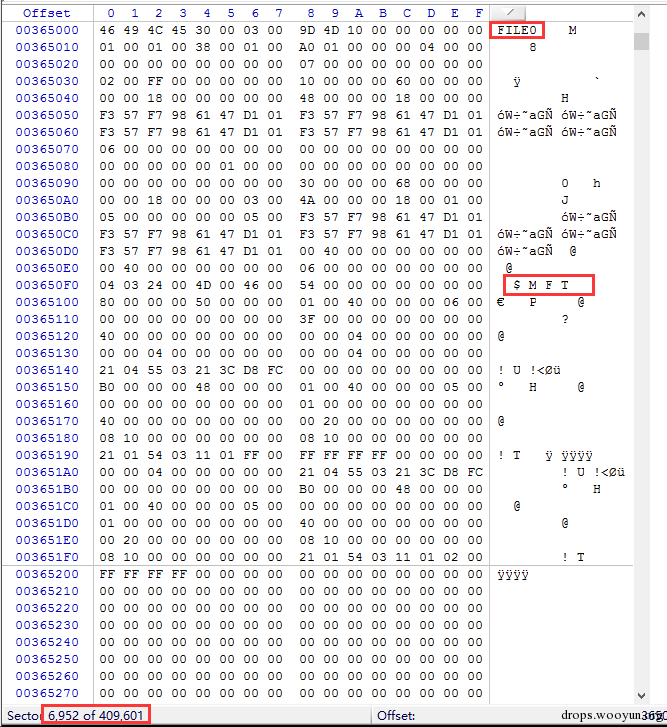 Offset 0 1 2 3 4 5 6 7 8 9 A B C D E F
00365000 46 49 4C 45 30 00 03 00 9D 4D 10 00 00 00 00 00 FILE0 M
00365010 01 00 01 00 38 00 01 00 A0 01 00 00 00 04 00 00 8
00365020 00 00 00 00 00 00 00 00 07 00 00 00 00 00 00 00
00365030 02 00 FF 00 00 00 00 00 10 00 00 00 60 00 00 00 ÿ `
00365040 00 00 18 00 00 00 00 00 48 00 00 00 18 00 00 00 H
00365050 F3 57 F7 98 61 47 D1 01 F3 57 F7 98 61 47 D1 01 óW÷˜aGÑ óW÷˜aGÑ
00365060 F3 57 F7 98 61 47 D1 01 F3 57 F7 98 61 47 D1 01 óW÷˜aGÑ óW÷˜aGÑ
00365070 06 00 00 00 00 00 00 00 00 00 00 00 00 00 00 00
00365080 00 00 00 00 00 01 00 00 00 00 00 00 00 00 00 00
00365090 00 00 00 00 00 00 00 00 30 00 00 00 68 00 00 00 0 h
003650A0 00 00 18 00 00 00 03 00 4A 00 00 00 18 00 01 00 J
003650B0 05 00 00 00 00 00 05 00 F3 57 F7 98 61 47 D1 01 óW÷˜aGÑ
003650C0 F3 57 F7 98 61 47 D1 01 F3 57 F7 98 61 47 D1 01 óW÷˜aGÑ óW÷˜aGÑ
003650D0 F3 57 F7 98 61 47 D1 01 00 40 00 00 00 00 00 00 óW÷˜aGÑ @
003650E0 00 40 00 00 00 00 00 00 06 00 00 00 00 00 00 00 @
003650F0 04 03 24 00 4D 00 46 00 54 00 00 00 00 00 00 00 $ M F T
00365100 80 00 00 00 50 00 00 00 01 00 40 00 00 00 06 00 € P @
00365110 00 00 00 00 00 00 00 00 3F 00 00 00 00 00 00 00 ?
00365120 40 00 00 00 00 00 00 00 00 00 04 00 00 00 00 00 @
00365130 00 00 04 00 00 00 00 00 00 00 04 00 00 00 00 00
00365140 21 04 55 03 21 3C D8 FC 00 00 00 00 00 00 00 00 ! U !<Øü
00365150 B0 00 00 00 48 00 00 00 01 00 40 00 00 00 05 00 ° H @
00365160 00 00 00 00 00 00 00 00 01 00 00 00 00 00 00 00
00365170 40 00 00 00 00 00 00 00 00 20 00 00 00 00 00 00 @
00365180 08 10 00 00 00 00 00 00 08 10 00 00 00 00 00 00
00365190 21 01 54 03 11 01 FF 00 FF FF FF FF 00 00 00 00 ! T ÿ ÿÿÿÿ
003651A0 00 00 04 00 00 00 00 00 21 04 55 03 21 3C D8 FC ! U !<Øü
003651B0 00 00 00 00 00 00 00 00 B0 00 00 00 48 00 00 00 ° H
003651C0 01 00 40 00 00 00 05 00 00 00 00 00 00 00 00 00 @
003651D0 01 00 00 00 00 00 00 00 40 00 00 00 00 00 00 00 @
003651E0 00 20 00 00 00 00 00 00 08 10 00 00 00 00 00 00
003651F0 08 10 00 00 00 00 00 00 21 01 54 03 11 01 02 00 ! T
00365200 FF FF FF FF 00 00 00 00 00 00 00 00 00 00 00 00 ÿÿÿÿ
00365210 00 00 00 00 00 00 00 00 00 00 00 00 00 00 00 00
00365220 00 00 00 00 00 00 00 00 00 00 00 00 00 00 00 00
00365230 00 00 00 00 00 00 00 00 00 00 00 00 00 00 00 00
00365240 00 00 00 00 00 00 00 00 00 00 00 00 00 00 00 00
00365250 00 00 00 00 00 00 00 00 00 00 00 00 00 00 00 00
00365260 00 00 00 00 00 00 00 00 00 00 00 00 00 00 00 00
00365270 00 00 00 00 00 00 00 00 00 00 00 00 00 00 00 00
Sector 6,952 of 409,601 Offset: drops.wooyun.org